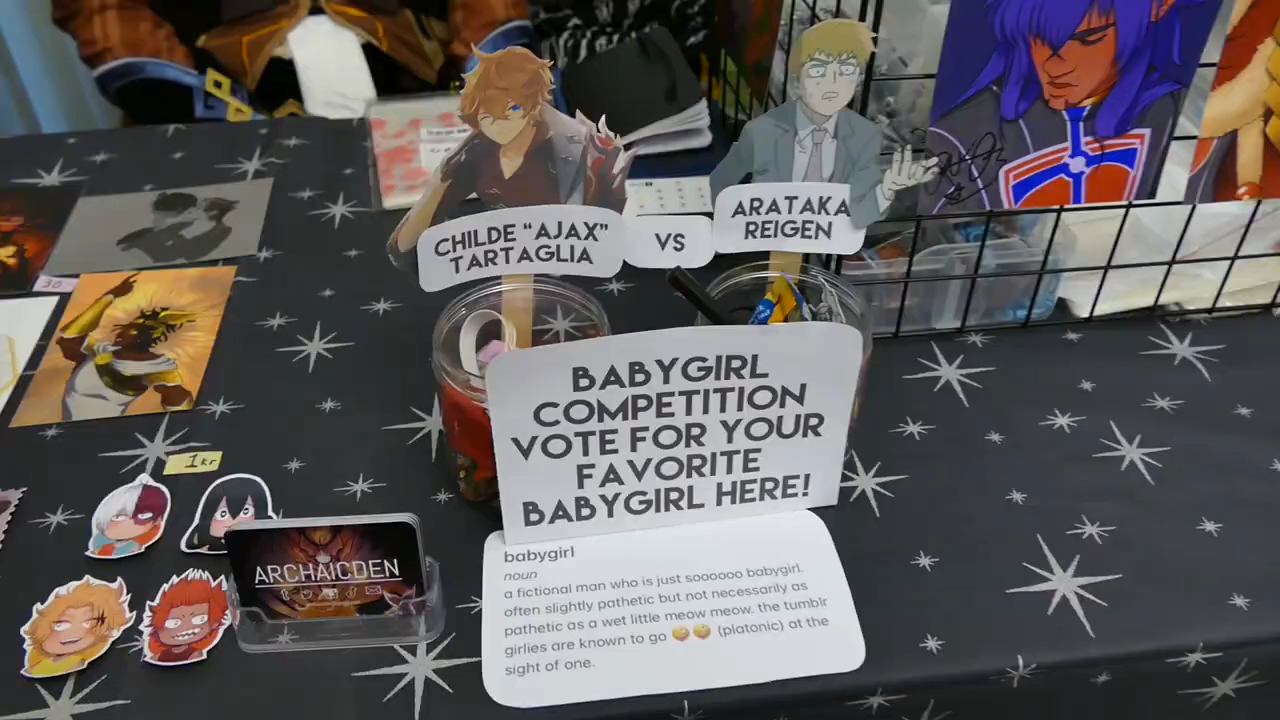 CHILDE “AJAX”
TARTAGLIA
VS
ARATAKA
REIGEN
BABYGIRL
COMPETITION
VOTE FOR YOUR
FAVORITE
BABYGIRL HERE!
babygirl
noun
a fictional man who is just soooooo babygirl.
often slightly pathetic but not necessarily as
pathetic as a wet little meow meow. the tumblr
girlies are known to go 🥴🥴 (platonic) at the
sight of one.
30
1kr
ARCHAICDEN